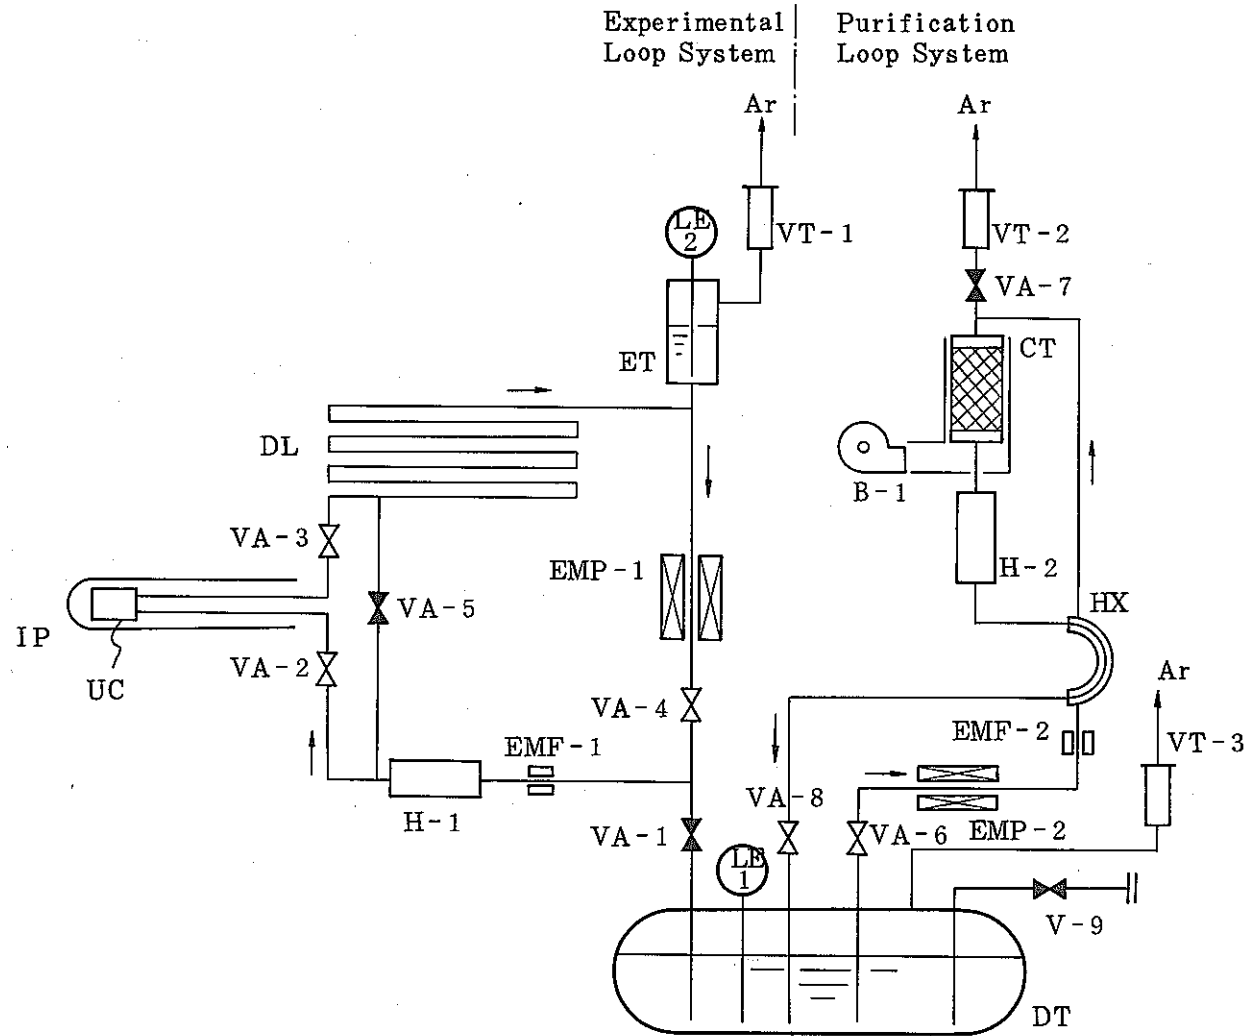 Experimental
Loop System
Purification
Loop System
Ar
Ar
LE
2
VT-1
VT-2
VA-7
ET
CT
DL
B-1
VA-3
EMP-1
H-2
VA-5
HX
IP
VA-2
UC
Ar
VA-4
EMF-1
EMF-2
VT-3
VA-8
H-1
VA-1
VA-6
EMP-2
LE
1
V-9
DT